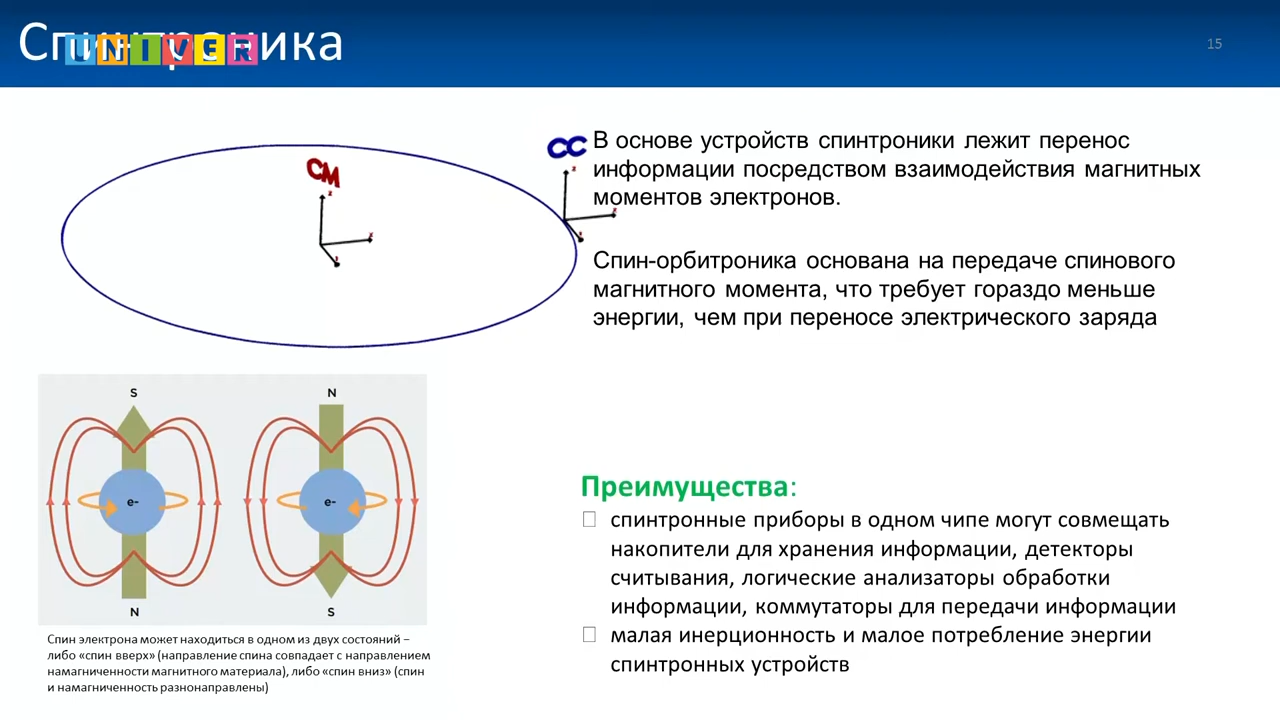 Спинтроника
UNIVER
15
СМ
z
x
СС
z
x
В основе устройств спинтроники лежит перенос
информации посредством взаимодействия магнитных
моментов электронов.
Спин-орбитроника основана на передаче спинового
магнитного момента, что требует гораздо меньше
энергии, чем при переносе электрического заряда
S
N
e-
e-
N
S
Спин электрона может находиться в одном из двух состояний –
либо «спин вверх» (направление спина совпадает с направлением
намагниченности магнитного материала), либо «спин вниз» (спин
и намагниченность разнонаправлены)
Преимущества:
спинтронные приборы в одном чипе могут совмещать
накопители для хранения информации, детекторы
считывания, логические анализаторы обработки
информации, коммутаторы для передачи информации
малая инерционность и малое потребление энергии
спинтронных устройств